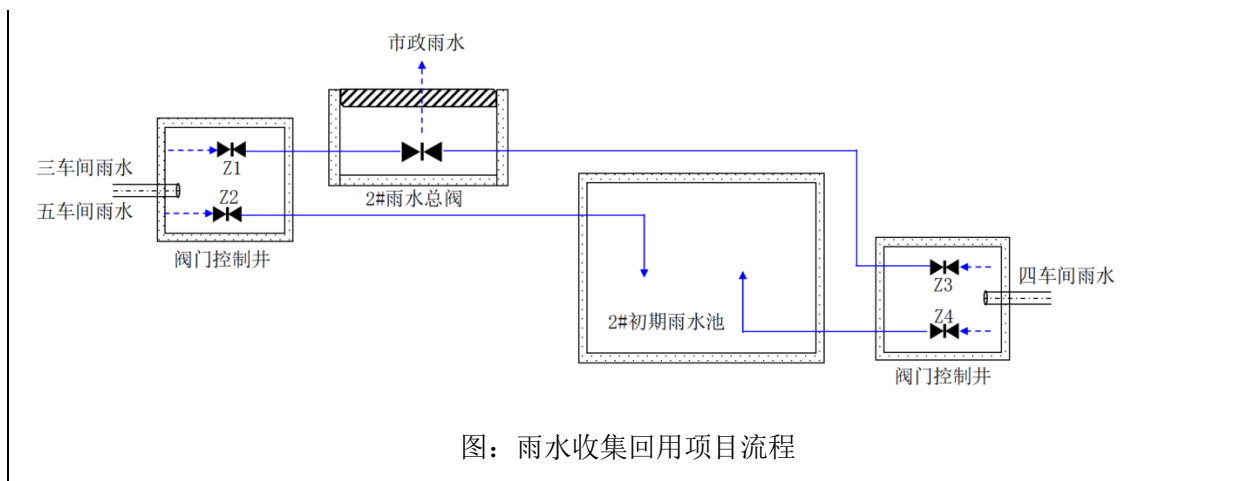 市政雨水
三车间雨水
Z1
Z2
五车间雨水
2#雨水总阀
阀门控制井
Z3
四车间雨水
2#初期雨水池
Z4
阀门控制井
图：雨水收集回用项目流程